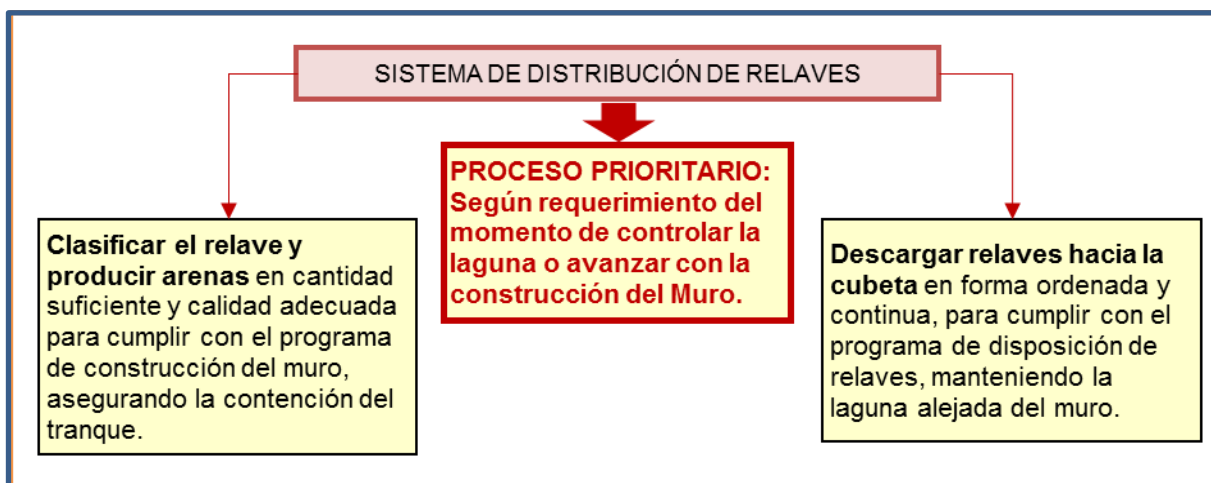 SISTEMA DE DISTRIBUCIÓN DE RELAVES
PROCESO PRIORITARIO:
Según requerimiento del
momento de controlar la
laguna o avanzar con la
construcción del Muro.
Clasificar el relave y
producir arenas en cantidad
suficiente y calidad adecuada
para cumplir con el programa
de construcción del muro,
asegurando la contención del
tranque.
Descargar relaves hacia la
cubeta en forma ordenada y
continua, para cumplir con el
programa de disposición de
relaves, manteniendo la
laguna alejada del muro.